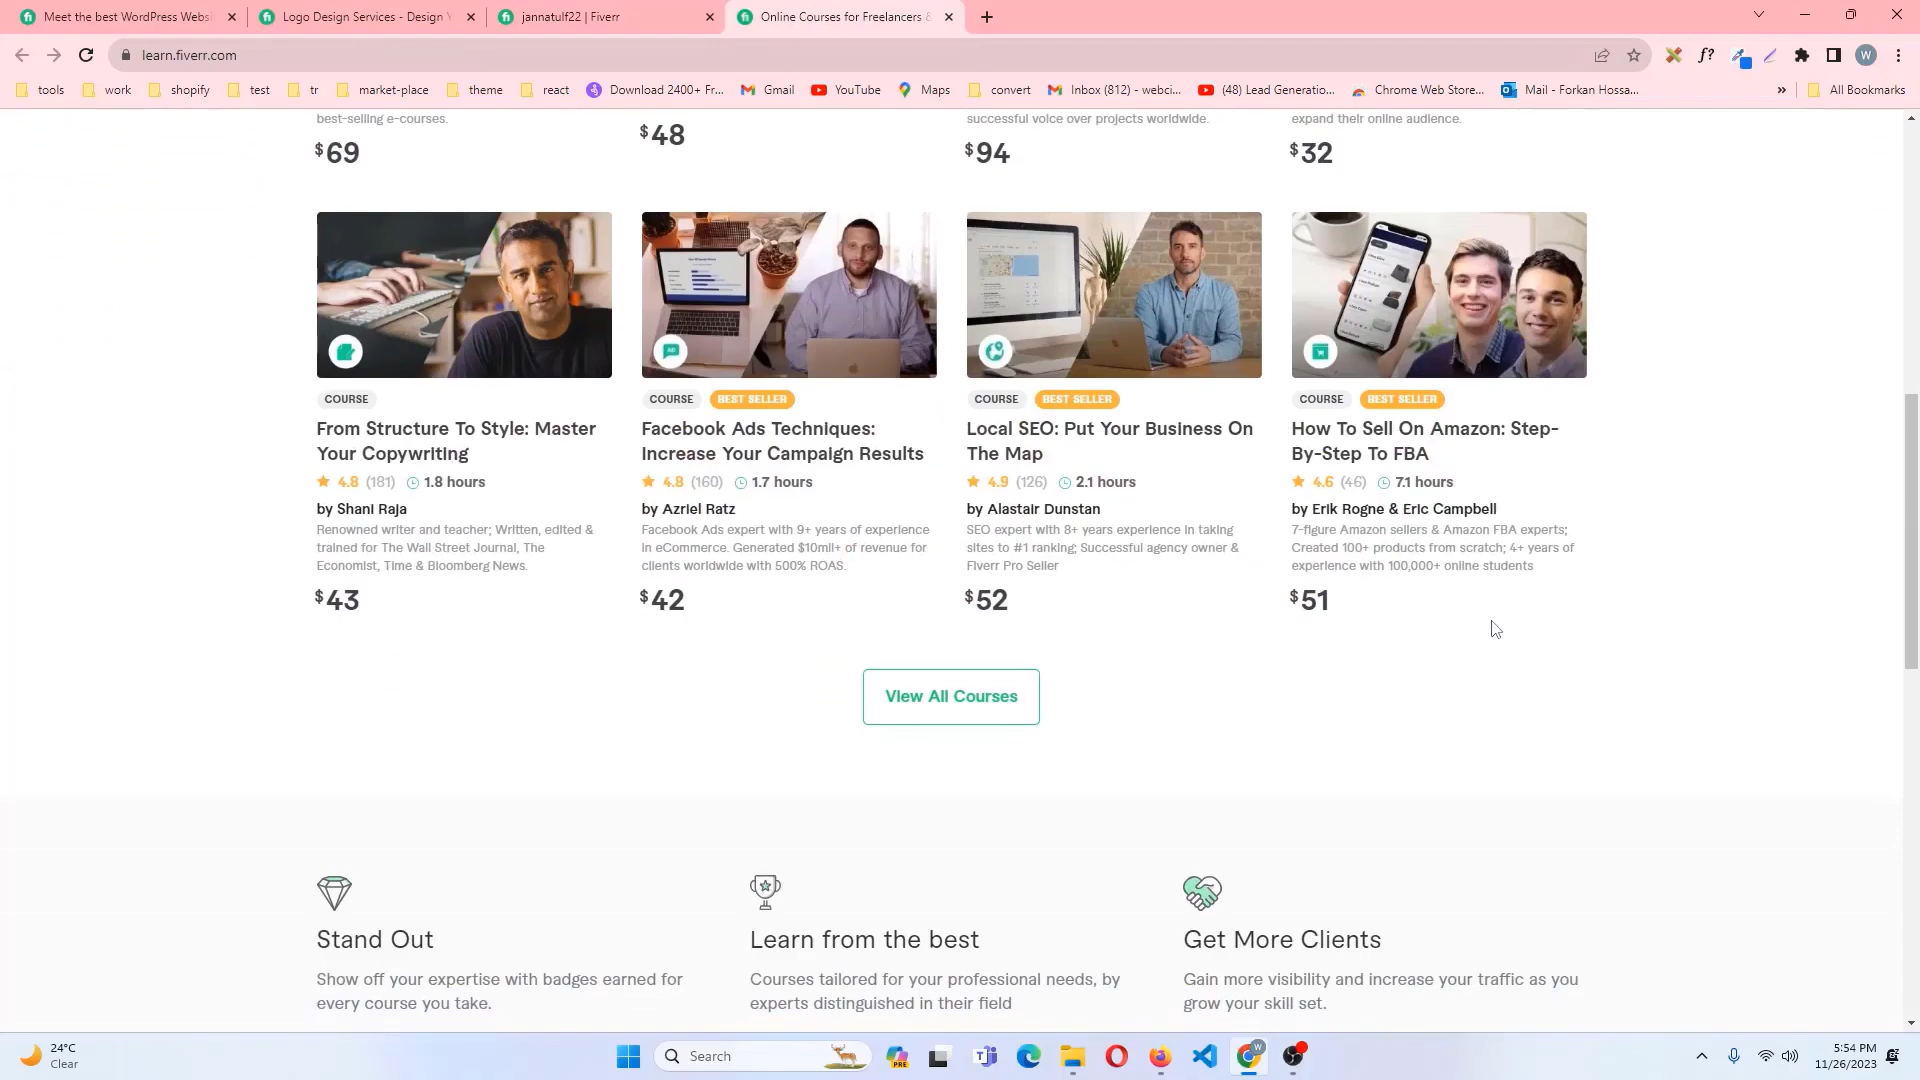 Meet the best WordPress Websi
Logo Design Services - Design Y
jannatulf22 | Fiverr
Online Courses for Freelancers &
learn.fiverr.com
f?
W
tools
work
shopify
test
tr
market-place
theme
react
Download 2400+ Fr...
Gmail
YouTube
Maps
convert
Inbox (812) - webci...
(48) Lead Generatio...
Chrome Web Store...
Mail - Forkan Hossa...
»
All Bookmarks
best-selling e-courses.
$69
$48
successful voice over projects worldwide.
$94
expand their online audience.
$32
COURSE
From Structure To Style: Master
Your Copywriting
4.8 (181) 1.8 hours
by Shani Raja
Renowned writer and teacher; Written, edited &
trained for The Wall Street Journal, The
Economist, Time & Bloomberg News.
$43
AD
COURSE BEST SELLER
Facebook Ads Techniques:
Increase Your Campaign Results
4.8 (160) 1.7 hours
by Azriel Ratz
Facebook Ads expert with 9+ years of experience
in eCommerce. Generated $10mil+ of revenue for
clients worldwide with 500% ROAS.
$42
COURSE BEST SELLER
Local SEO: Put Your Business On
The Map
4.9 (126) 2.1 hours
by Alastair Dunstan
SEO expert with 8+ years experience in taking
sites to #1 ranking; Successful agency owner &
Fiverr Pro Seller
$52
COURSE BEST SELLER
How To Sell On Amazon: Step-
By-Step To FBA
4.6 (46) 7.1 hours
by Erik Rogne & Eric Campbell
7-figure Amazon sellers & Amazon FBA experts;
Created 100+ products from scratch; 4+ years of
experience with 100,000+ online students
$51
View All Courses
Stand Out
Show off your expertise with badges earned for
every course you take.
Learn from the best
Courses tailored for your professional needs, by
experts distinguished in their field
Get More Clients
Gain more visibility and increase your traffic as you
grow your skill set.
24°C
Clear
Search
PRE
W
5:54 PM
11/26/2023